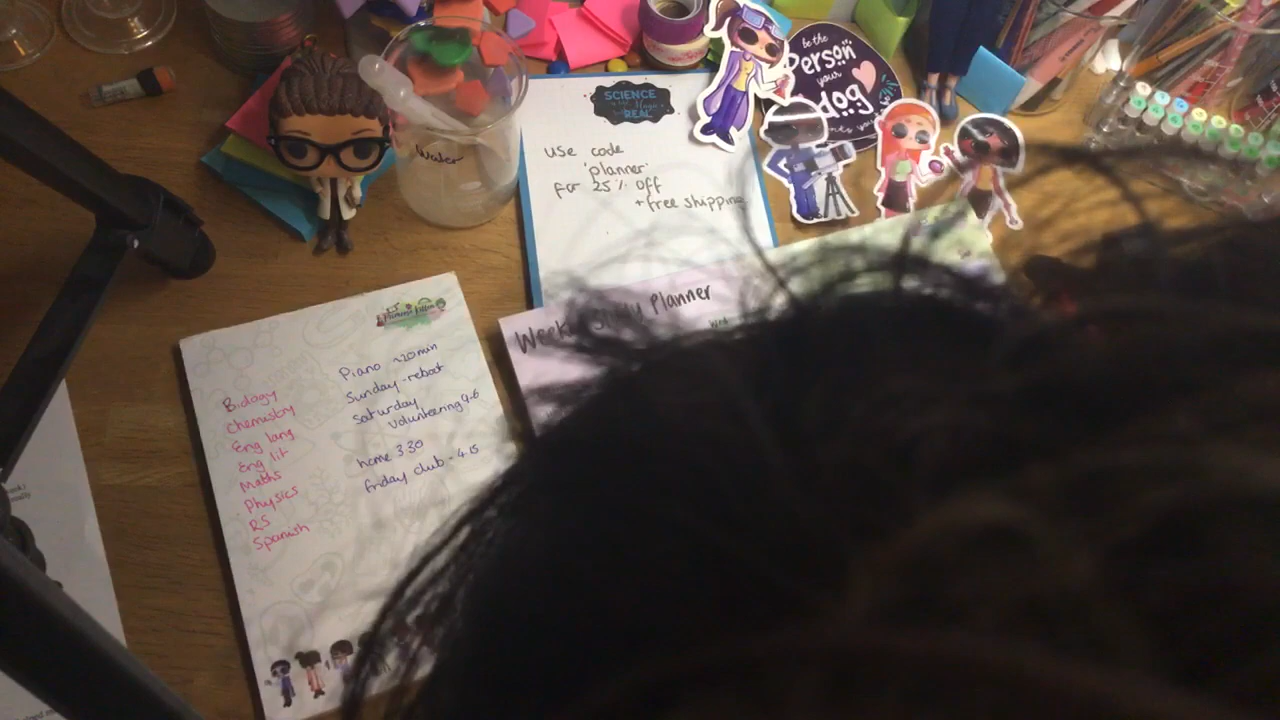 Water
SCIENCE
Magic
REAL
be the
Person
your
dog
use code
'planner'
for 25% off
+ free shipping
Weekly Study Planner
Wed
Piano ~20min
Sunday - reboot
Saturday
volunteering 9-6
home 3.30
friday club - 4.15
Biology
Chemistry
Eng lang
Eng lit
Maths
Physics
RS
Spanish